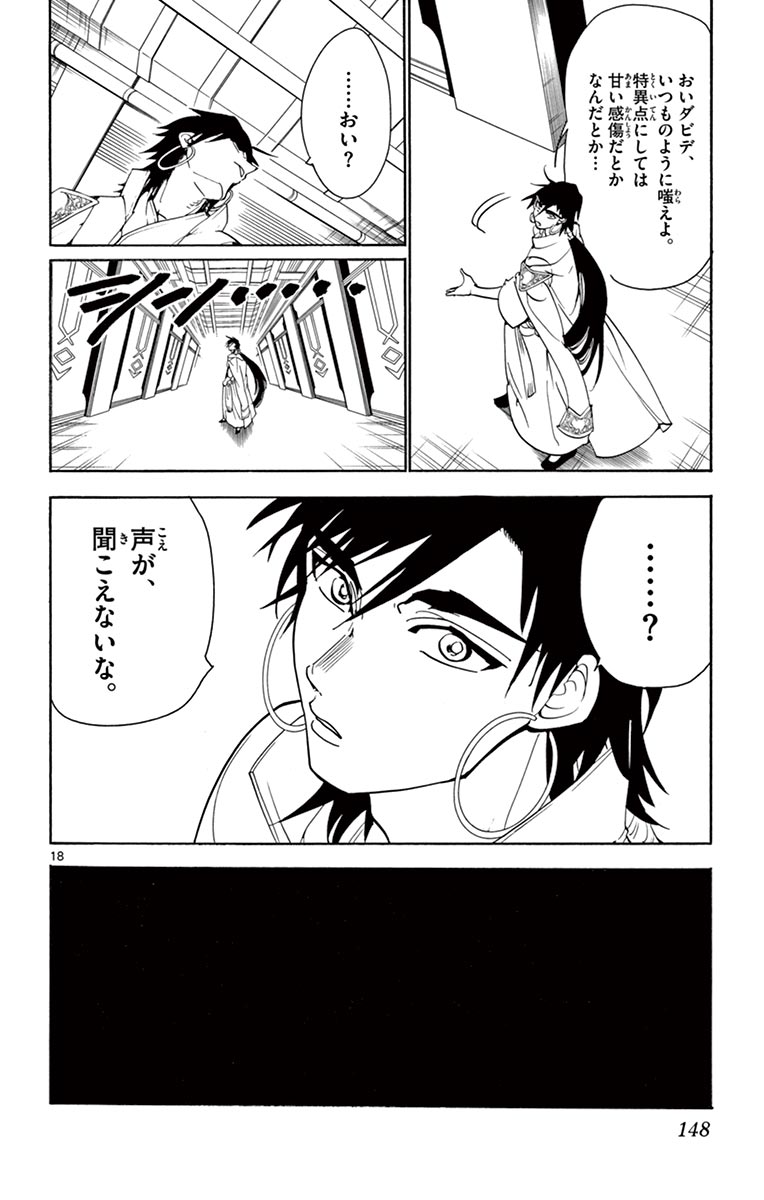 おいダビデ、
いつものように嗤えよ。
特異点にしては
甘い感傷だとか
なんだとか…
……おい?
シーン……
……?
声が、
聞こえないな。
18
148